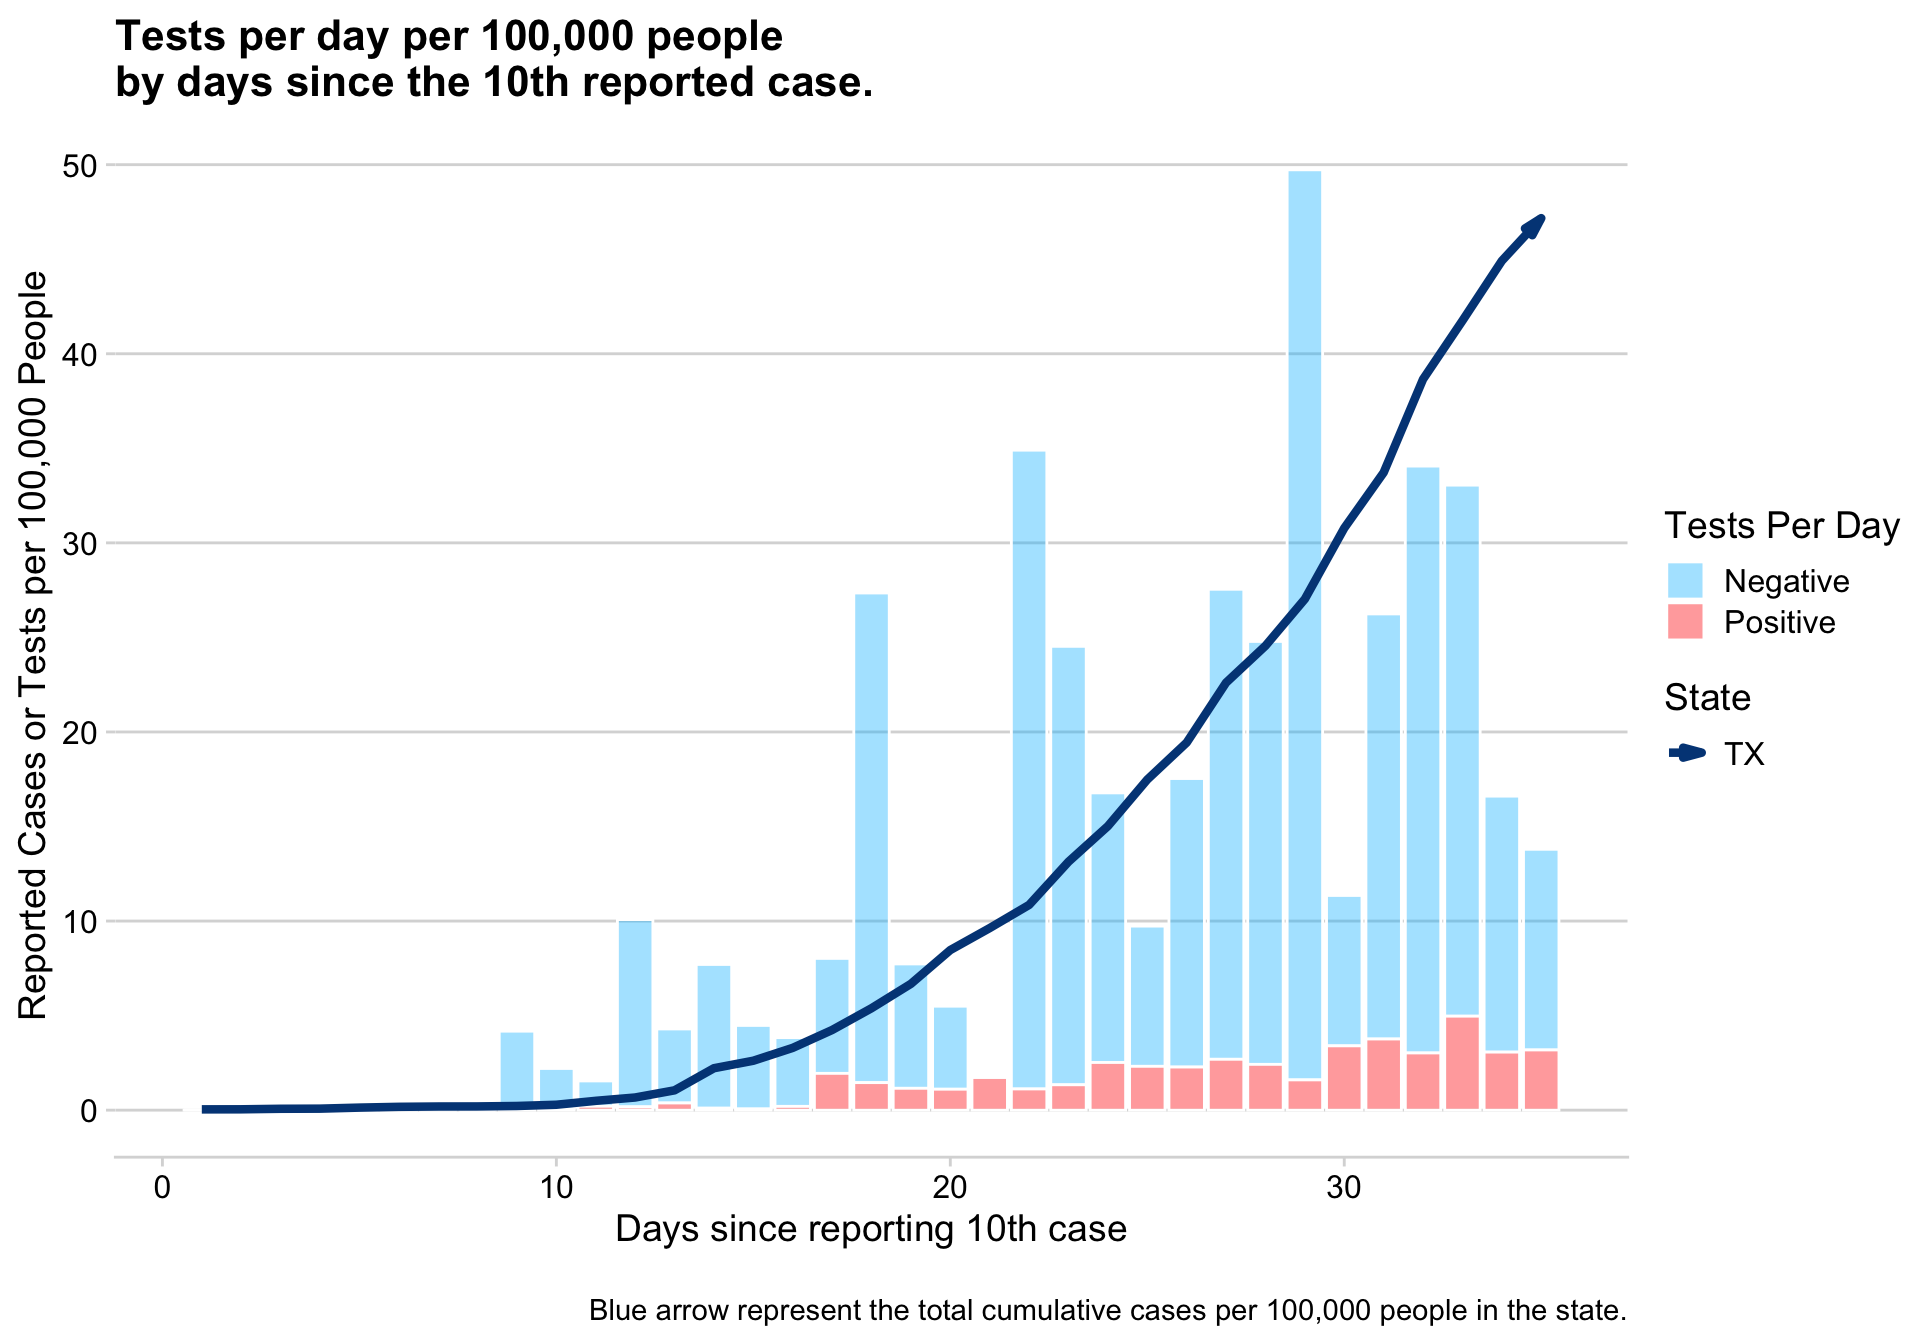 Tests per day per 100,000 people
by days since the 10th reported case.
Reported Cases or Tests per 100,000 People
50
40
30
20
10
0
0
10
20
30
Days since reporting 10th case
Tests Per Day
Negative
Positive
State
TX
Blue arrow represent the total cumulative cases per 100,000 people in the state.